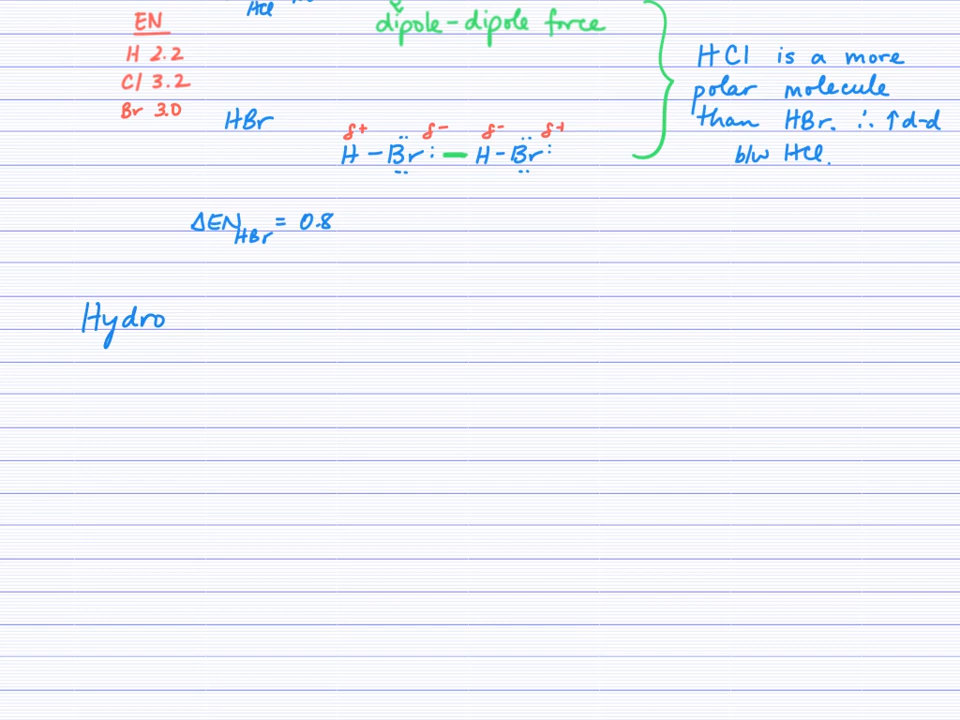 HCl
EN
dipole-dipole force
H 2.2
Cl 3.2
Br 3.0
HBr
HCl is a more
polar molecule
than HBr. ∴ ↑ d-d
b/w HCl.
δ+ δ- δ- δ+
H-Br: — H-Br:
ΔEN HBr = 0.8
Hydro